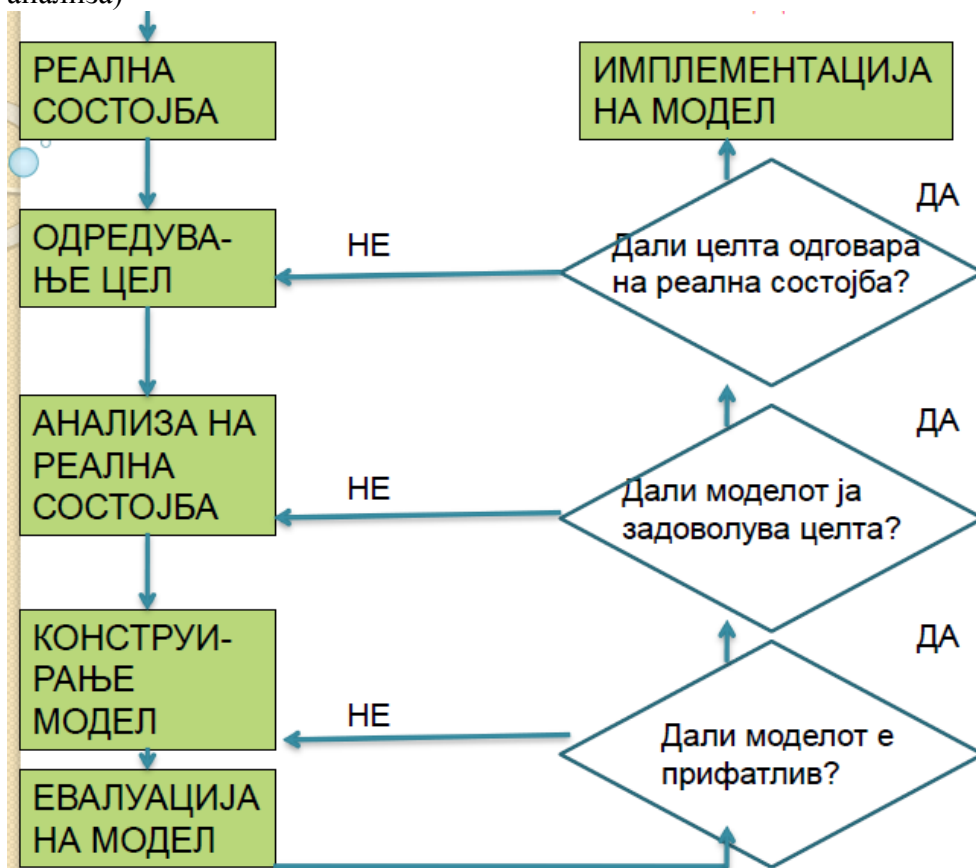 анализа)
РЕАЛНА
СОСТОЈБА
ИМПЛЕМЕНТАЦИЈА
НА МОДЕЛ
ДА
ОДРЕДУВА-
ЊЕ ЦЕЛ
НЕ
Дали целта одговара
на реална состојба?
АНАЛИЗА НА
РЕАЛНА
СОСТОЈБА
НЕ
ДА
Дали моделот ја
задоволува целта?
КОНСТРУИ-
РАЊЕ
МОДЕЛ
НЕ
ДА
Дали моделот е
прифатлив?
ЕВАЛУАЦИЈА
НА МОДЕЛ